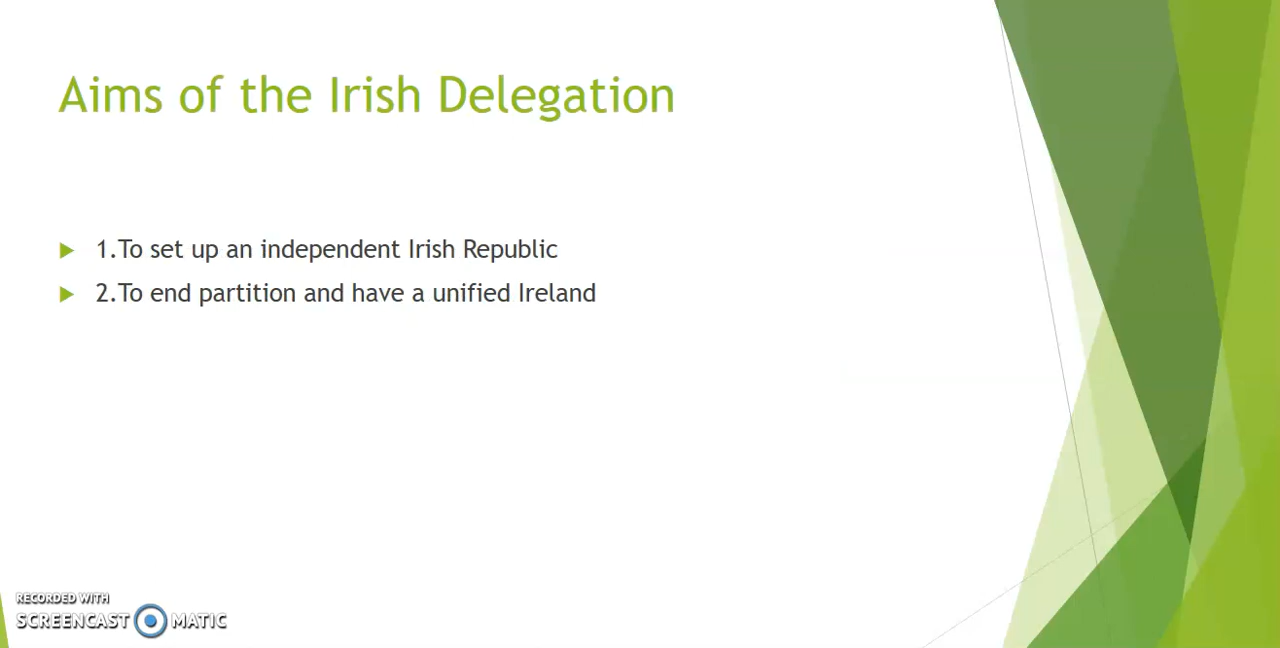 Aims of the Irish Delegation
1.To set up an independent Irish Republic
2.To end partition and have a unified Ireland
RECORDED WITH
SCREENCAST MATIC